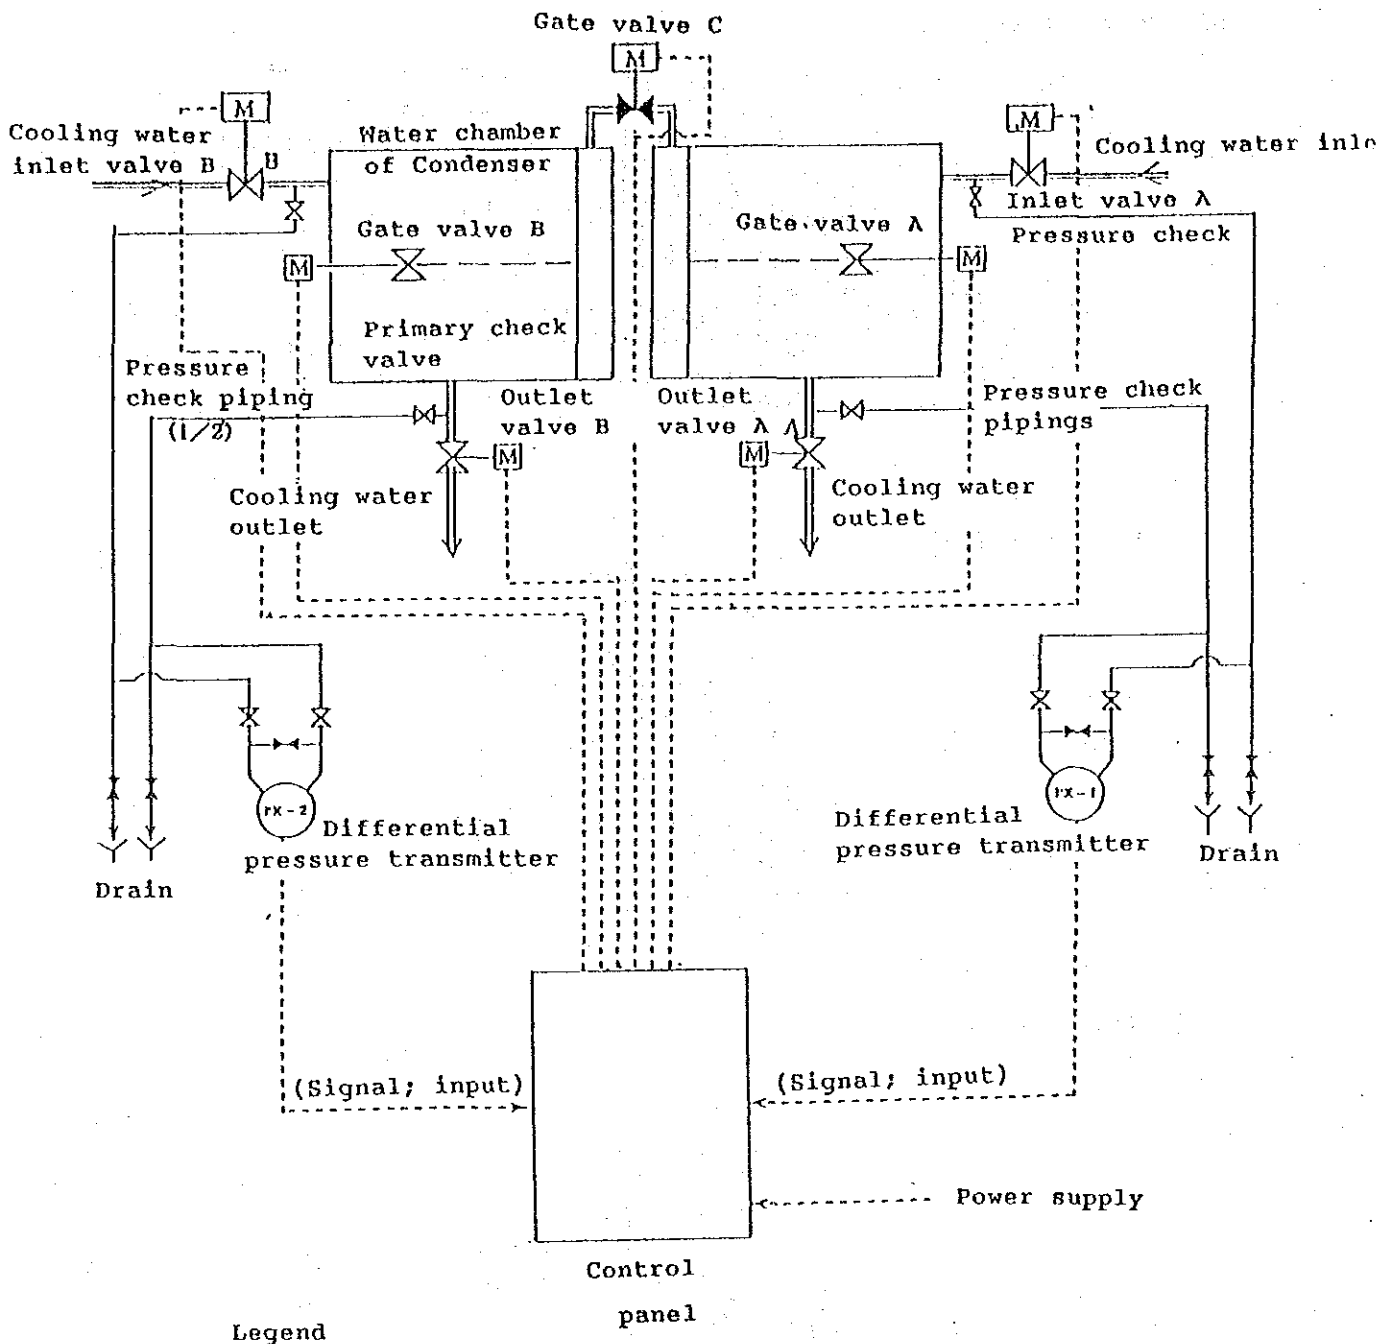 Gate valve C
M
M
M
Cooling water
inlet valve B
B
Water chamber
of Condenser
Cooling water inle
Inlet valve A
Pressure check
Gate valve B
Gate valve A
M
M
Primary check
valve
Pressure
check piping
(1/2)
Outlet
valve B
Outlet
valve A A
Pressure check
pipings
M
M
Cooling water
outlet
Cooling water
outlet
PX-2
PX-1
Differential
pressure transmitter
Differential
pressure transmitter
Drain
Drain
(Signal; input)
(Signal; input)
Power supply
Control
panel
Legend